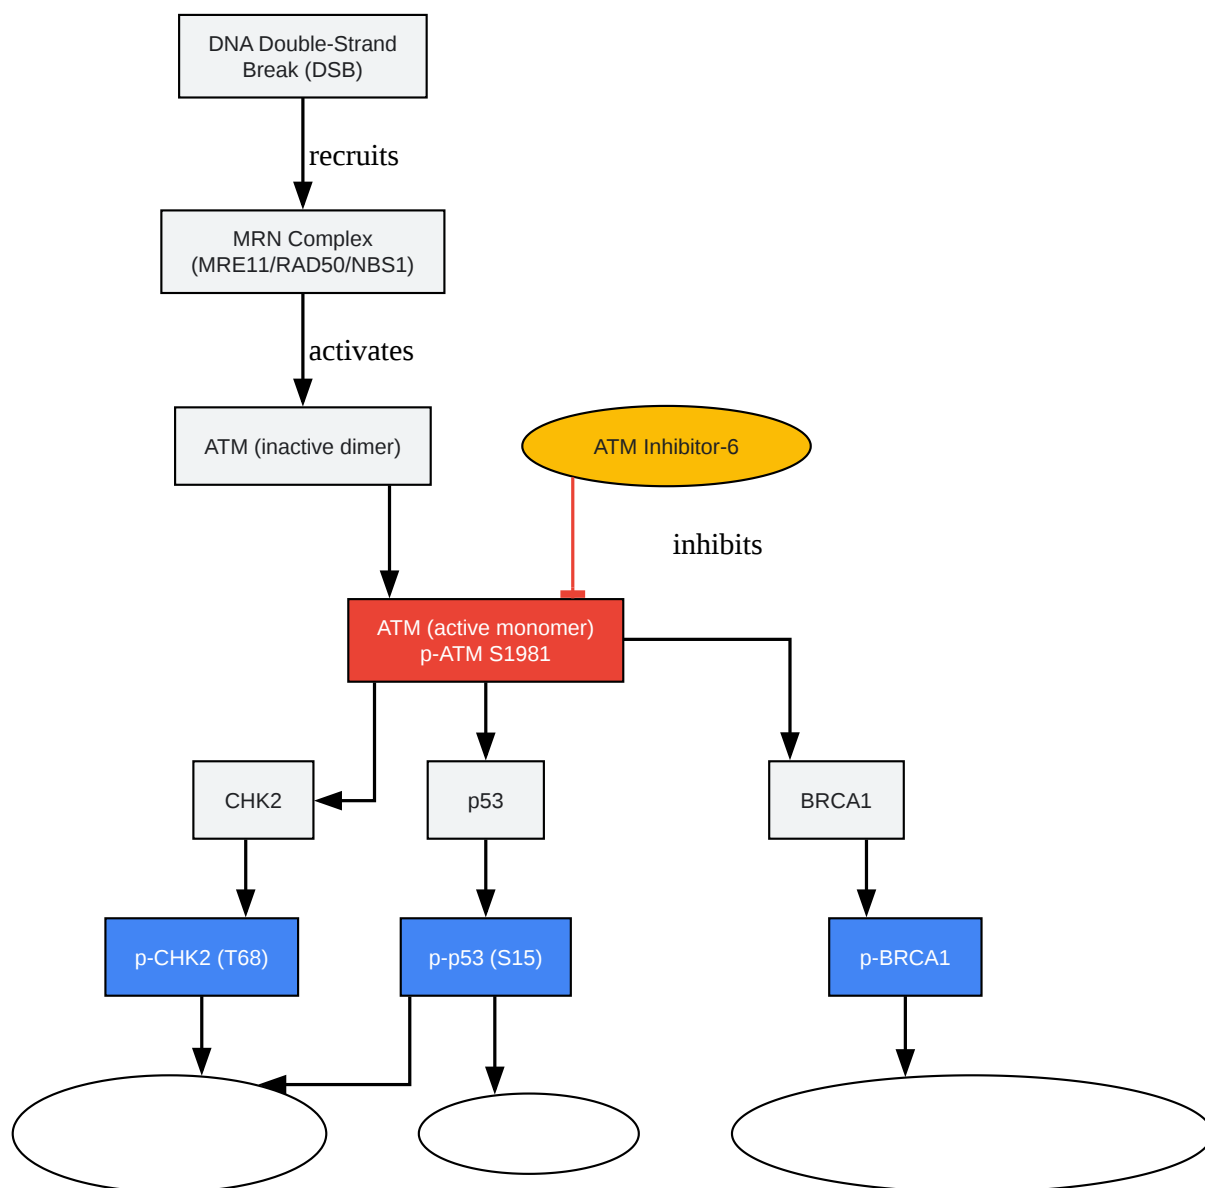 DNA Double-Strand
Break (DSB)
recruits
MRN Complex
(MRE11/RAD50/NBS1)
activates
ATM (inactive dimer)
ATM Inhibitor-6
inhibits
ATM (active monomer)
p-ATM S1981
CHK2
p53
BRCA1
p-CHK2 (T68)
p-p53 (S15)
p-BRCA1